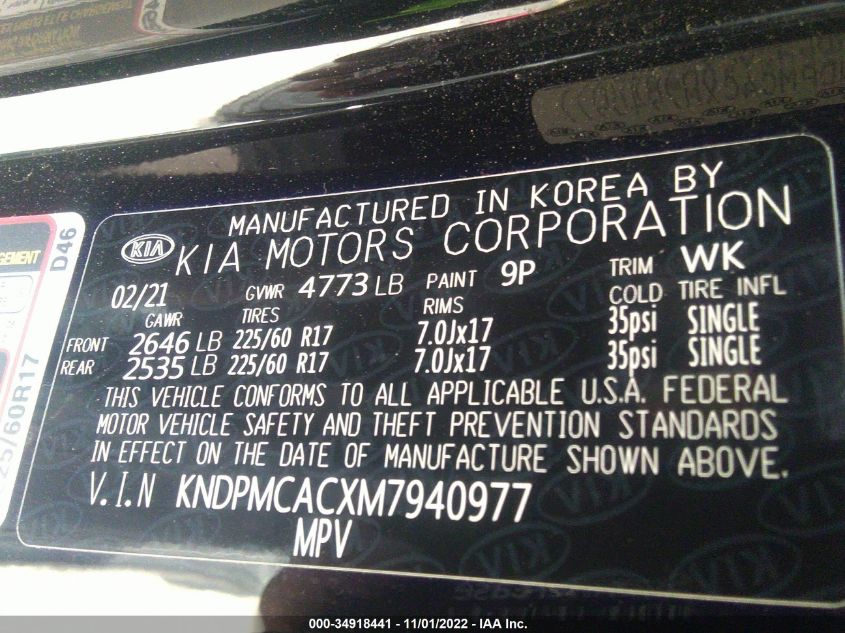 MANUFACTURED IN KOREA BY
KIA KIA MOTORS CORPORATION
02/21 GVWR 4773 LB PAINT 9P TRIM WK
GAWR TIRES RIMS COLD TIRE INFL
FRONT 2646 LB 225/60 R17 7.0Jx17 35psi SINGLE
REAR 2535 LB 225/60 R17 7.0Jx17 35psi SINGLE
THIS VEHICLE CONFORMS TO ALL APPLICABLE U.S.A. FEDERAL
MOTOR VEHICLE SAFETY AND THEFT PREVENTION STANDARDS
IN EFFECT ON THE DATE OF MANUFACTURE SHOWN ABOVE.
V.I.N KNDPMCACXM7940977
MPV
D46
5/60R17
000-34918441 - 11/01/2022 - IAA Inc.